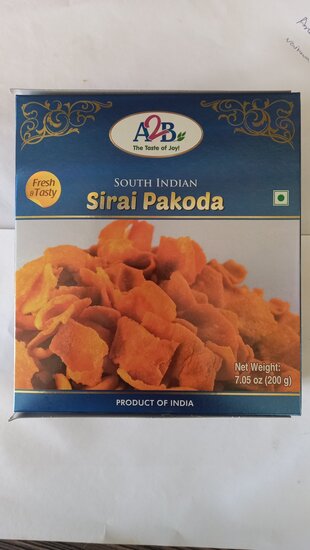 A2B
The Taste of Joy!
Fresh
& Tasty
SOUTH INDIAN
Sirai Pakoda
Net Weight:
7.05 oz (200 g)
PRODUCT OF INDIA